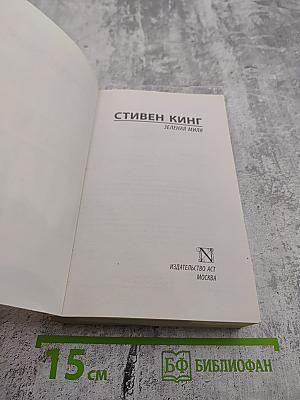 СТИВЕН КИНГ
ЗЕЛЕНАЯ МИЛЯ
N
ИЗДАТЕЛЬСТВО АСТ
МОСКВА
15 см
БФ БИБЛИОФАН